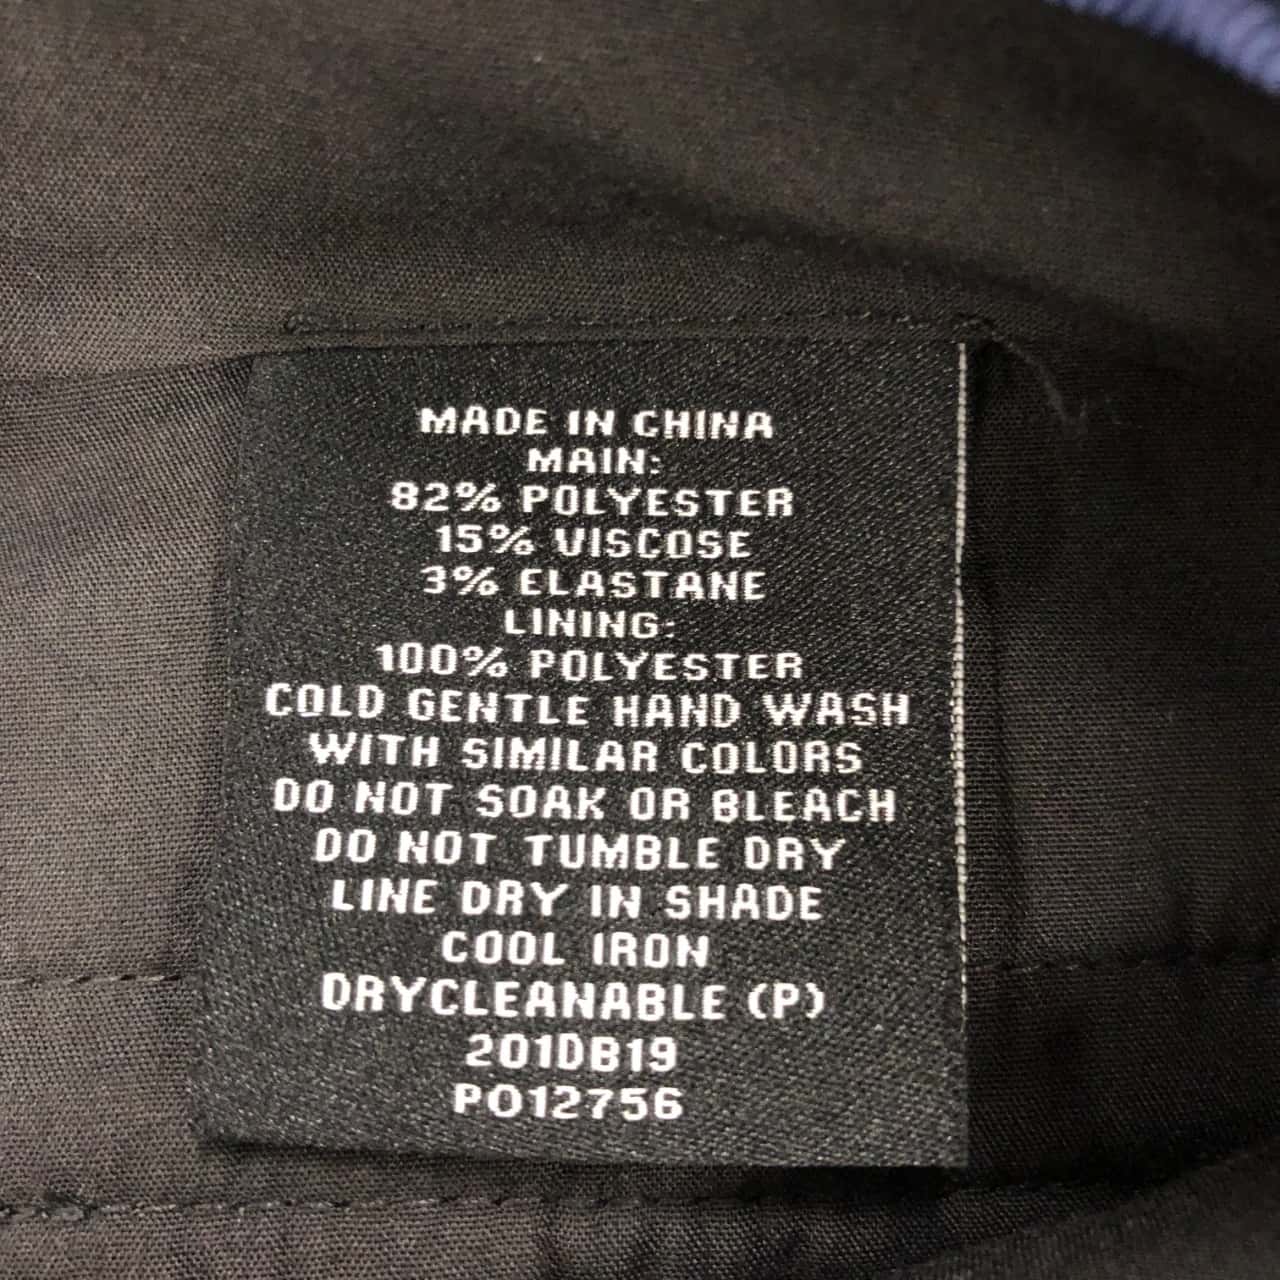 MADE IN CHINA
MAIN:
82% POLYESTER
15% VISCOSE
3% ELASTANE
LINING:
100% POLYESTER
COLD GENTLE HAND WASH
WITH SIMILAR COLORS
DO NOT SOAK OR BLEACH
DO NOT TUMBLE DRY
LINE DRY IN SHADE
COOL IRON
DRYCLEANABLE (P)
201DB19
PO12756